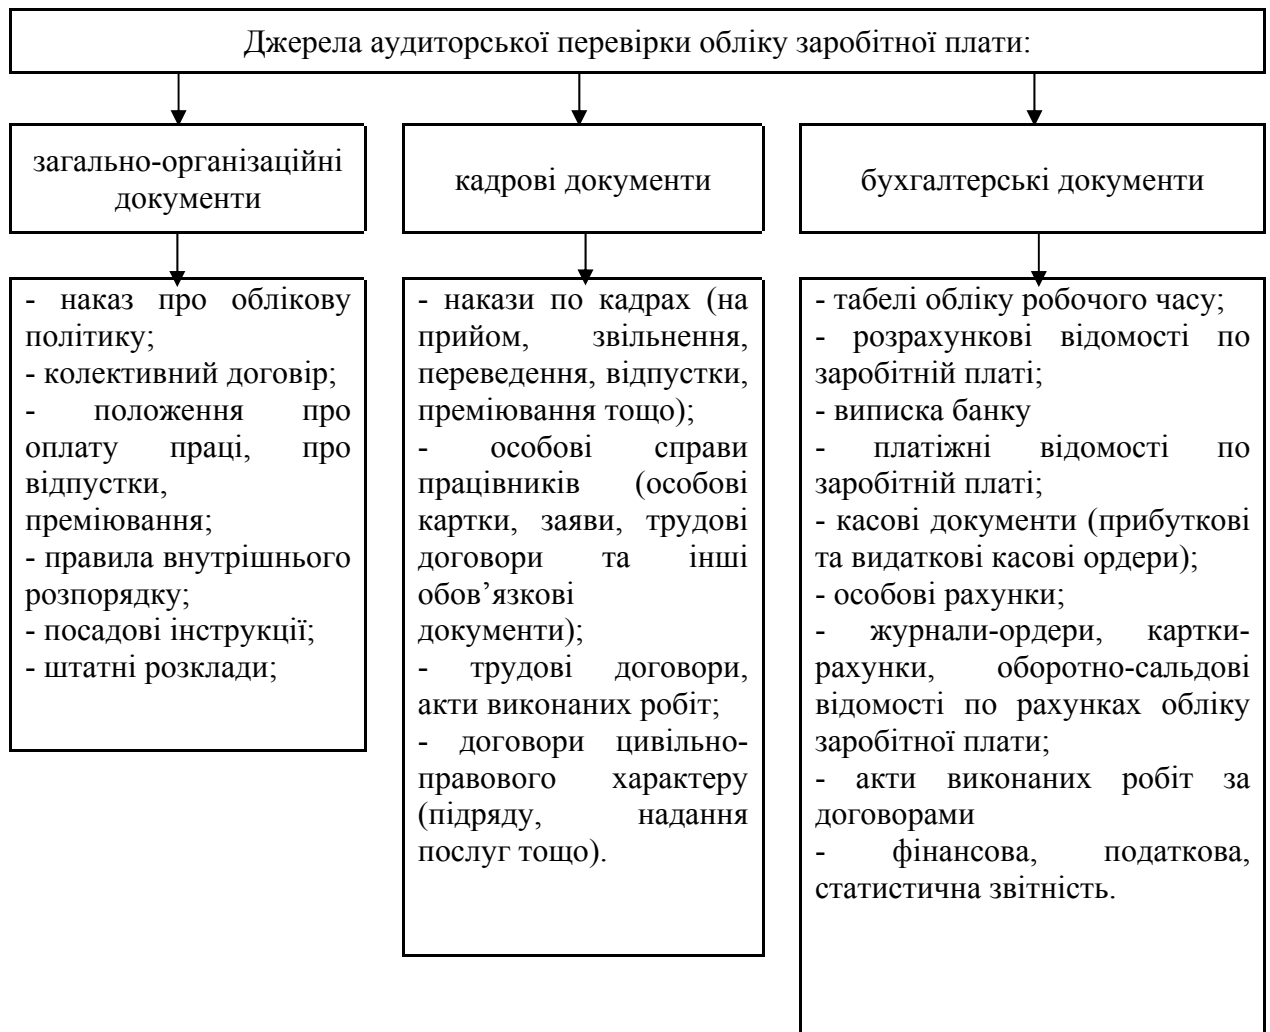 Джерела аудиторської перевірки обліку заробітної плати:
загально-організаційні
документи
кадрові документи
бухгалтерські документи
- наказ про облікову
політику;
- колективний договір;
- положення про
оплату праці, про
відпустки,
преміювання;
- правила внутрішнього
розпорядку;
- посадові інструкції;
- штатні розклади;
- накази по кадрах (на
прийом, звільнення,
переведення, відпустки,
преміювання тощо);
- особові справи
працівників (особові
картки, заяви, трудові
договори та інші
обов’язкові
документи);
- трудові договори,
акти виконаних робіт;
- договори цивільно-
правового характеру
(підряду, надання
послуг тощо).
- табелі обліку робочого часу;
- розрахункові відомості по
заробітній платі;
- виписка банку
- платіжні відомості по
заробітній платі;
- касові документи (прибуткові
та видаткові касові ордери);
- особові рахунки;
- журнали-ордери, картки-
рахунки, оборотно-сальдові
відомості по рахунках обліку
заробітної плати;
- акти виконаних робіт за
договорами
- фінансова, податкова,
статистична звітність.